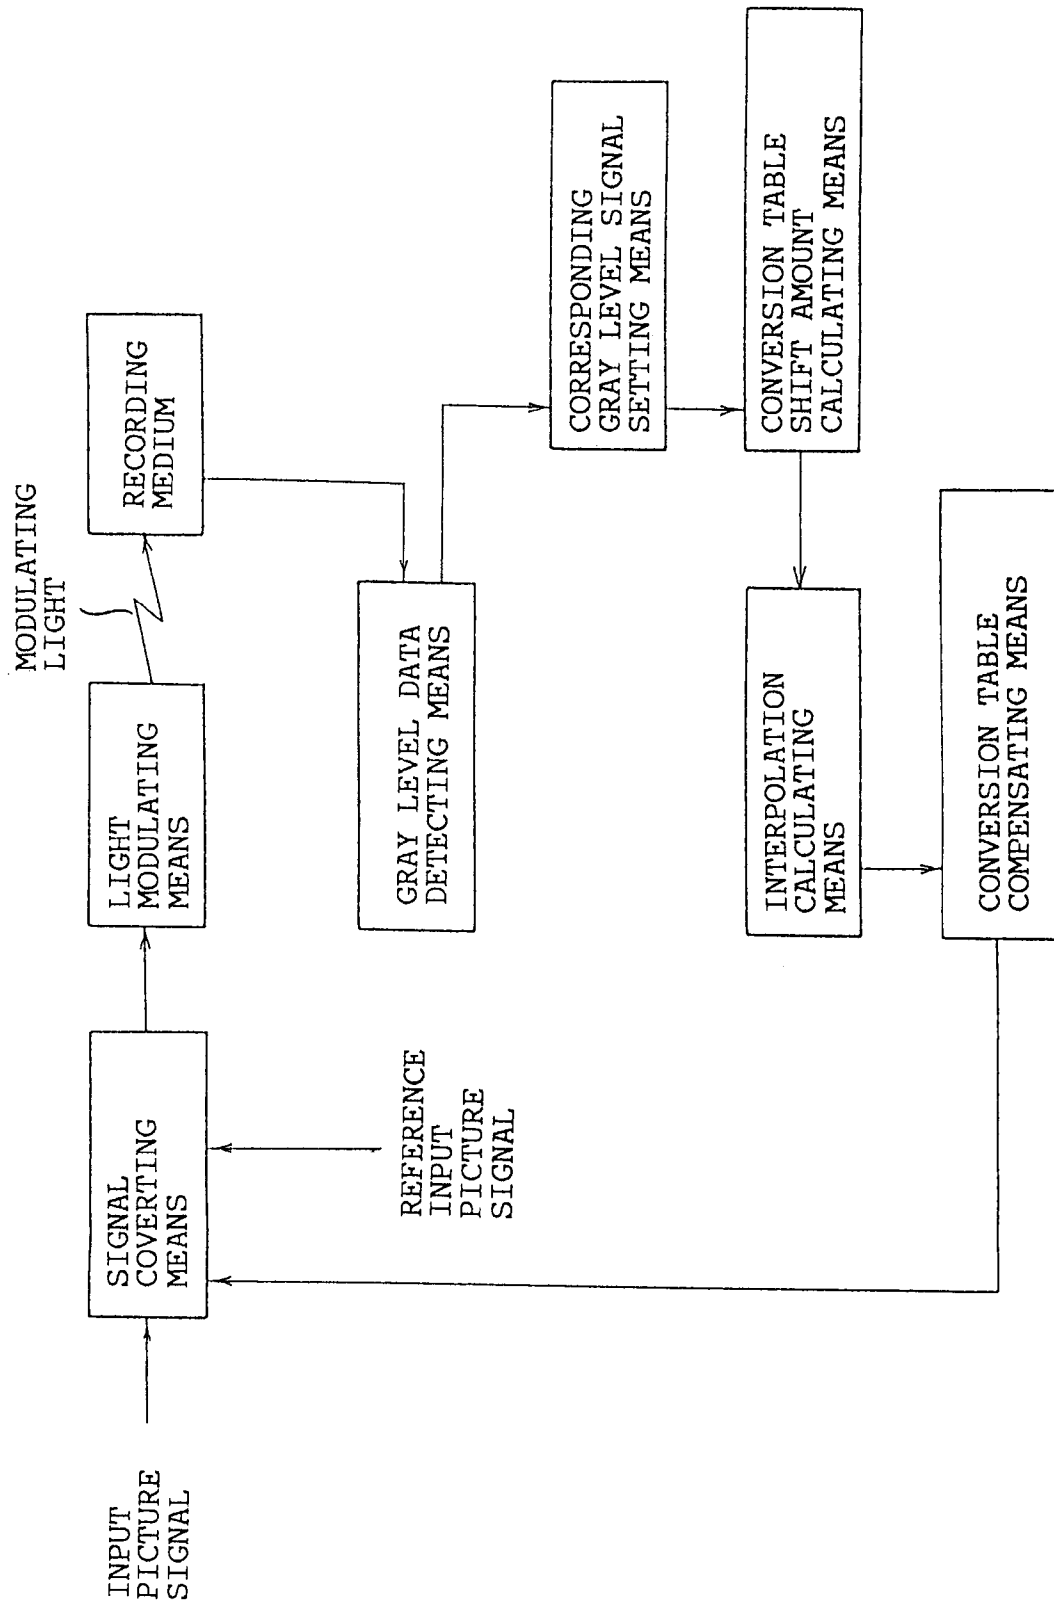 INPUT
PICTURE
SIGNAL
SIGNAL
COVERTING
MEANS
REFERENCE
INPUT
PICTURE
SIGNAL
LIGHT
MODULATING
MEANS
MODULATING
LIGHT
RECORDING
MEDIUM
GRAY LEVEL DATA
DETECTING MEANS
CORRESPONDING
GRAY LEVEL SIGNAL
SETTING MEANS
CONVERSION TABLE
SHIFT AMOUNT
CALCULATING MEANS
INTERPOLATION
CALCULATING
MEANS
CONVERSION TABLE
COMPENSATING MEANS